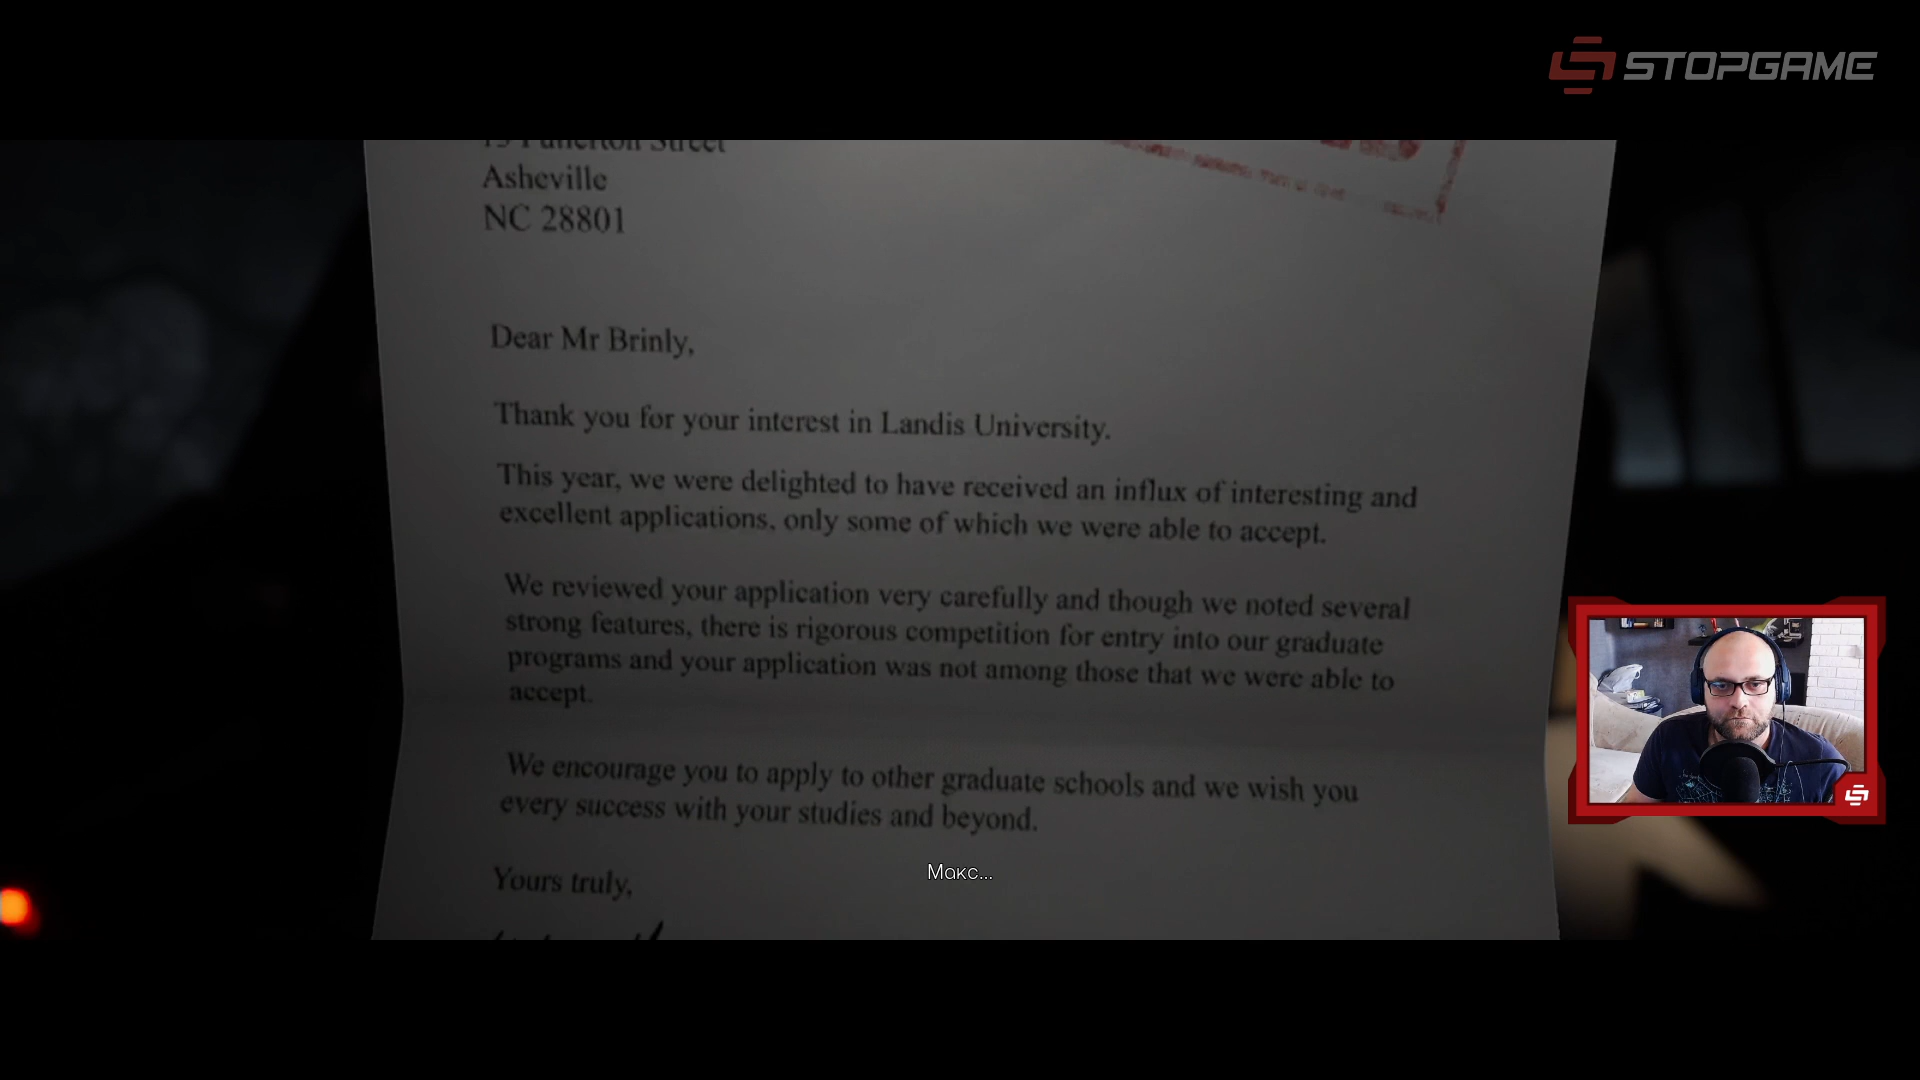 STOPGAME
Street
Asheville
NC 28801
Dear Mr Brinly,
Thank you for your interest in Landis University.
This year, we were delighted to have received an influx of interesting and
excellent applications, only some of which we were able to accept.
We reviewed your application very carefully and though we noted several
strong features, there is rigorous competition for entry into our graduate
programs and your application was not among those that we were able to
accept.
We encourage you to apply to other graduate schools and we wish you
every success with your studies and beyond.
Макс...
Yours truly,